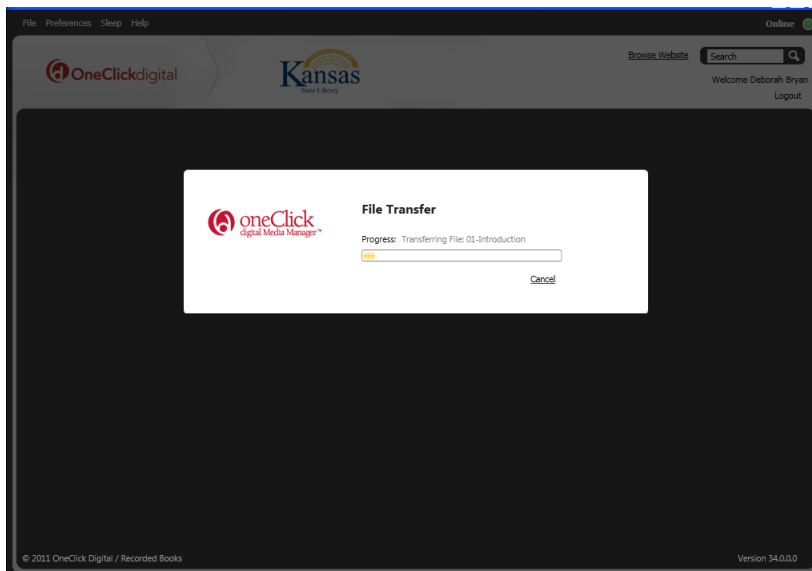 File Preferences Sleep Help
Online
OneClickdigital
Kansas
State Library
Browse Website
Search
Welcome Deborah Bryan
Logout
oneClick
digital Media Manager™
File Transfer
Progress: Transferring File: 01-Introduction
Cancel
© 2011 OneClick Digital / Recorded Books
Version 34.0.0.0